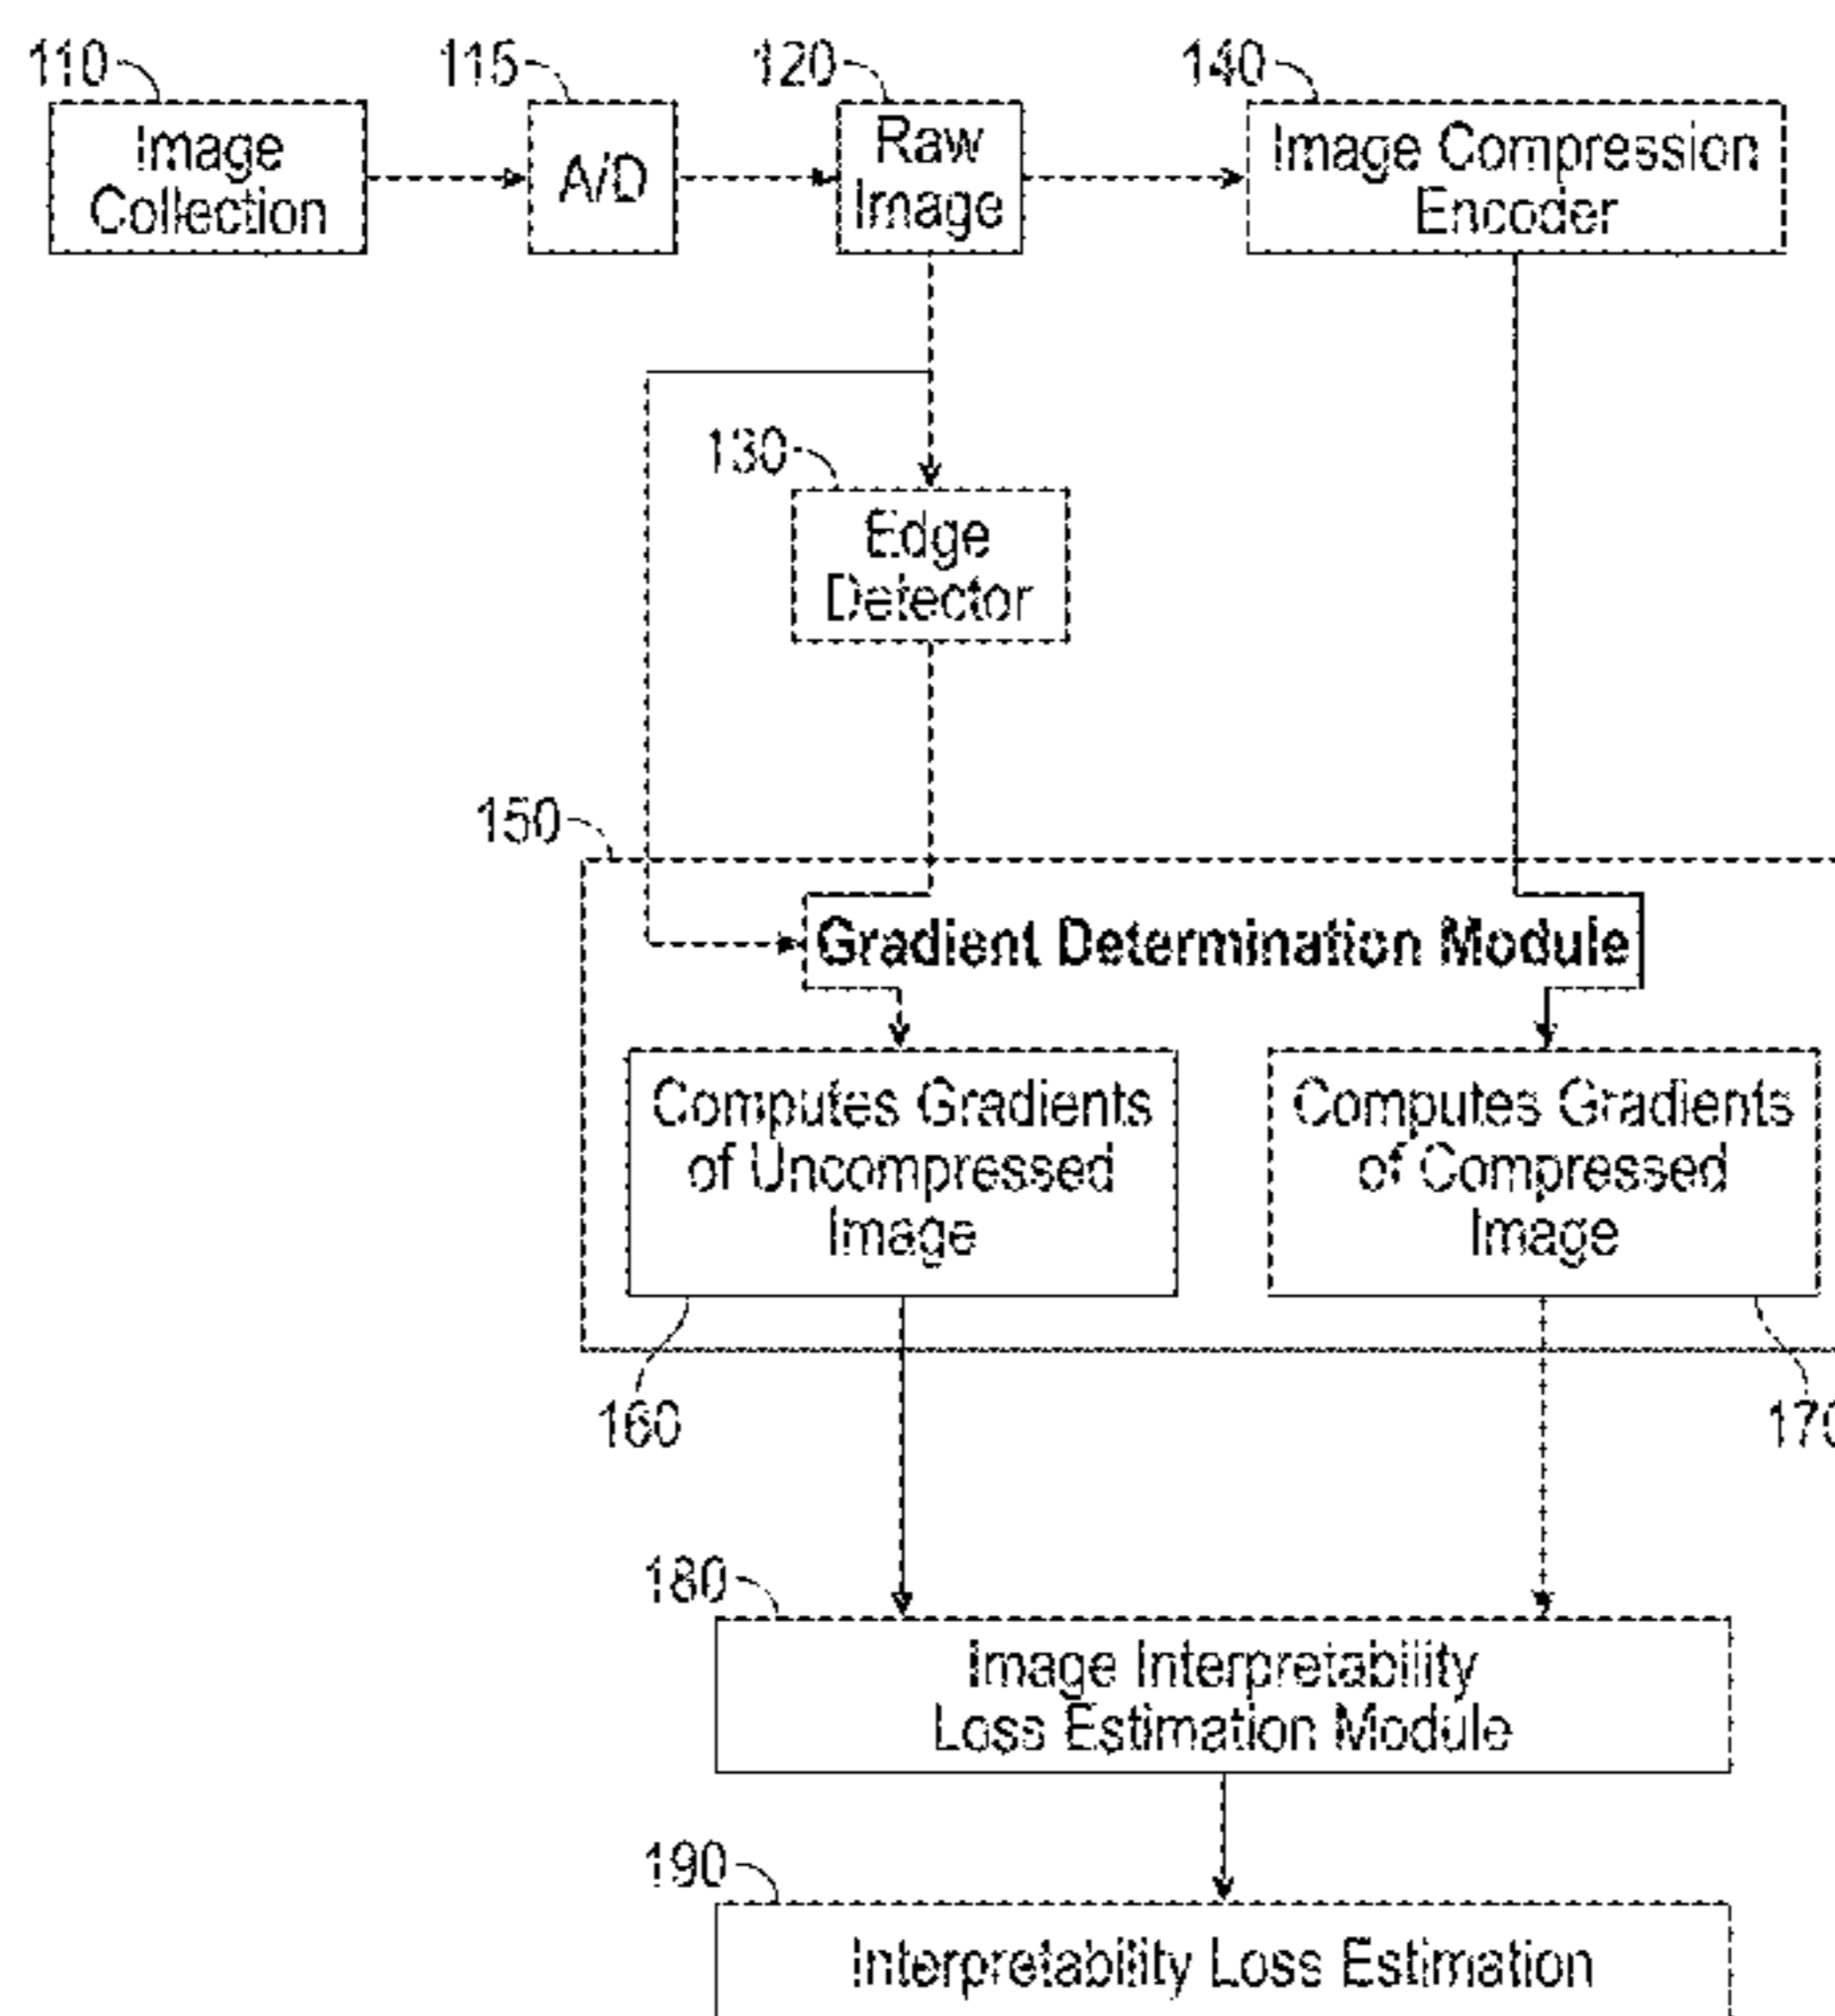 110
115
120
140
Image
Collection
A/D
Raw
Image
Image Compression
Encoder
130
Edge
Detector
150
Gradient Determination Module
Computes Gradients
of Uncompressed
Image
Computes Gradients
of Compressed
Image
160
170
180
Image Interpretability
Loss Estimation Module
190
Interpretability Loss Estimation